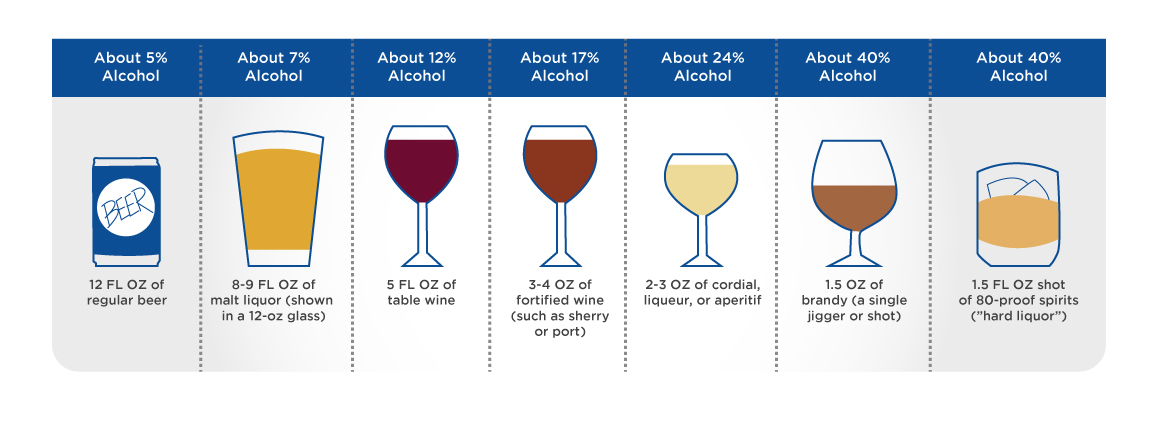 About 5%
Alcohol
About 7%
Alcohol
About 12%
Alcohol
About 17%
Alcohol
About 24%
Alcohol
About 40%
Alcohol
About 40%
Alcohol
BEER
12 FL OZ of
regular beer
8-9 FL OZ of
malt liquor (shown
in a 12-oz glass)
5 FL OZ of
table wine
3-4 OZ of
fortified wine
(such as sherry
or port)
2-3 OZ of cordial,
liqueur, or aperitif
1.5 OZ of
brandy (a single
jigger or shot)
1.5 FL OZ shot
of 80-proof spirits
(”hard liquor”)